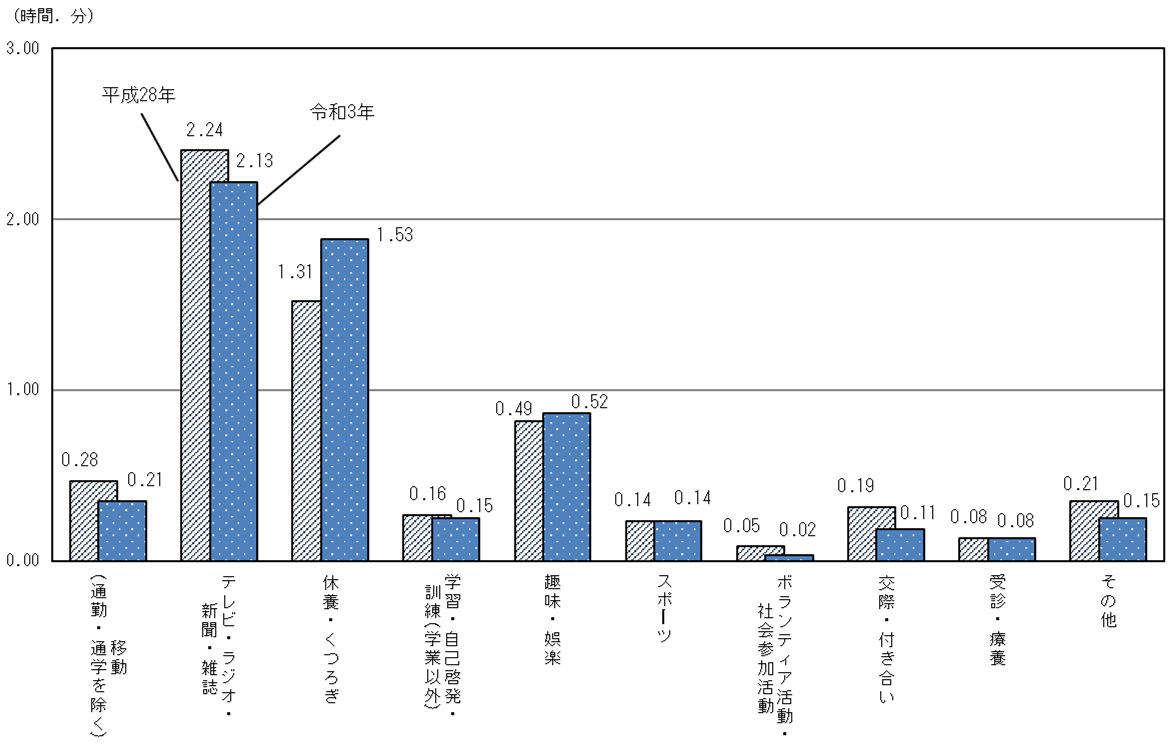 (時間．分)
3.00
2.00
1.00
0.00
平成28年
令和3年
0.28
0.21
2.24
2.13
1.31
1.53
0.16
0.15
0.49
0.52
0.14
0.14
0.05
0.02
0.19
0.11
0.08
0.08
0.21
0.15
移動
(通勤・通学を除く)
テレビ・ラジオ・
新聞・雑誌
休養・くつろぎ
学習・自己啓発・
訓練(学業以外)
趣味・娯楽
スポーツ
ボランティア活動・
社会参加活動
交際・付き合い
受診・療養
その他